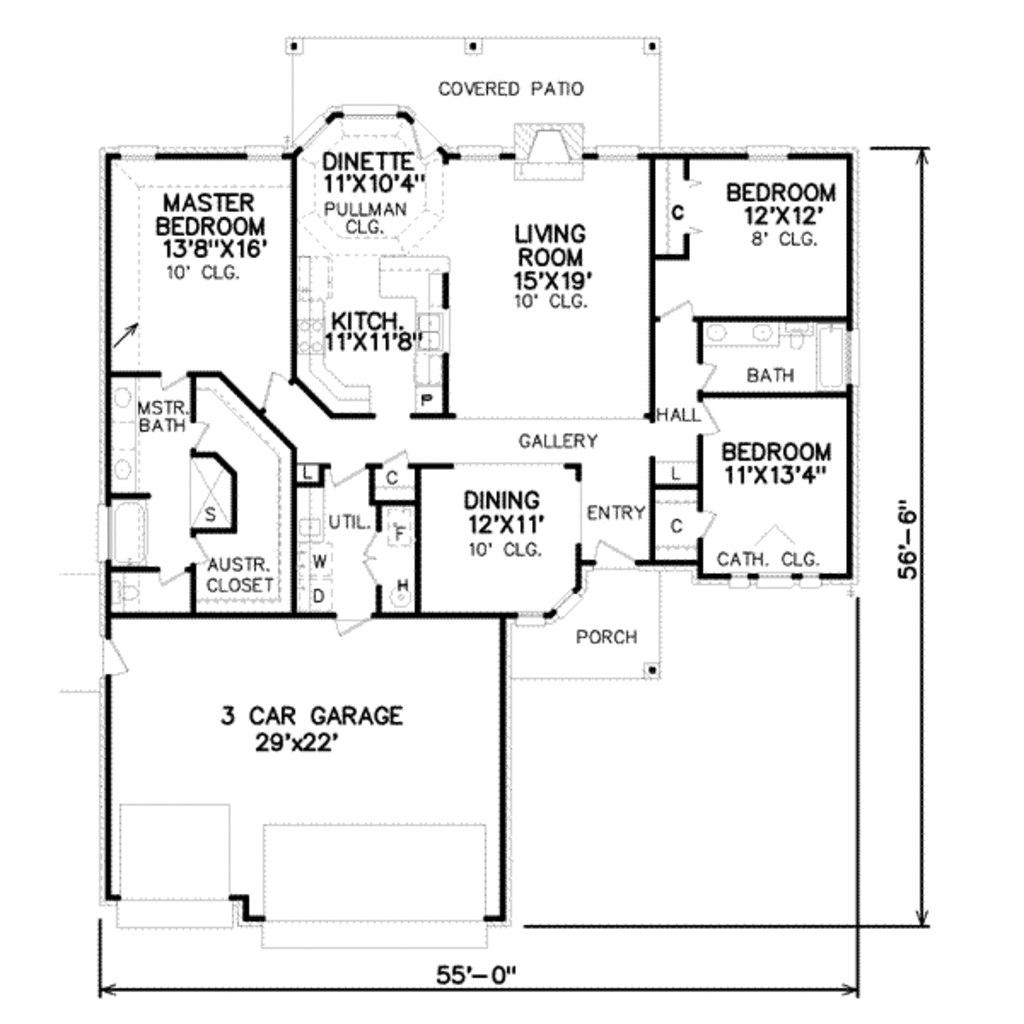 COVERED PATIO
DINETTE
11'X10'4"
PULLMAN
CLG.
MASTER
BEDROOM
13'8"X16'
10' CLG.
LIVING
ROOM
15'X19'
10' CLG.
C
BEDROOM
12'X12'
8' CLG.
KITCH.
11'X11'8"
P
BATH
MSTR.
BATH
HALL
GALLERY
BEDROOM
11'X13'4"
CATH. CLG.
L
C
L
C
DINING
12'X11'
10' CLG.
ENTRY
S
UTIL.
F
W
D
H
AUSTR.
CLOSET
PORCH
3 CAR GARAGE
29'x22'
56'-6"
55'-0"